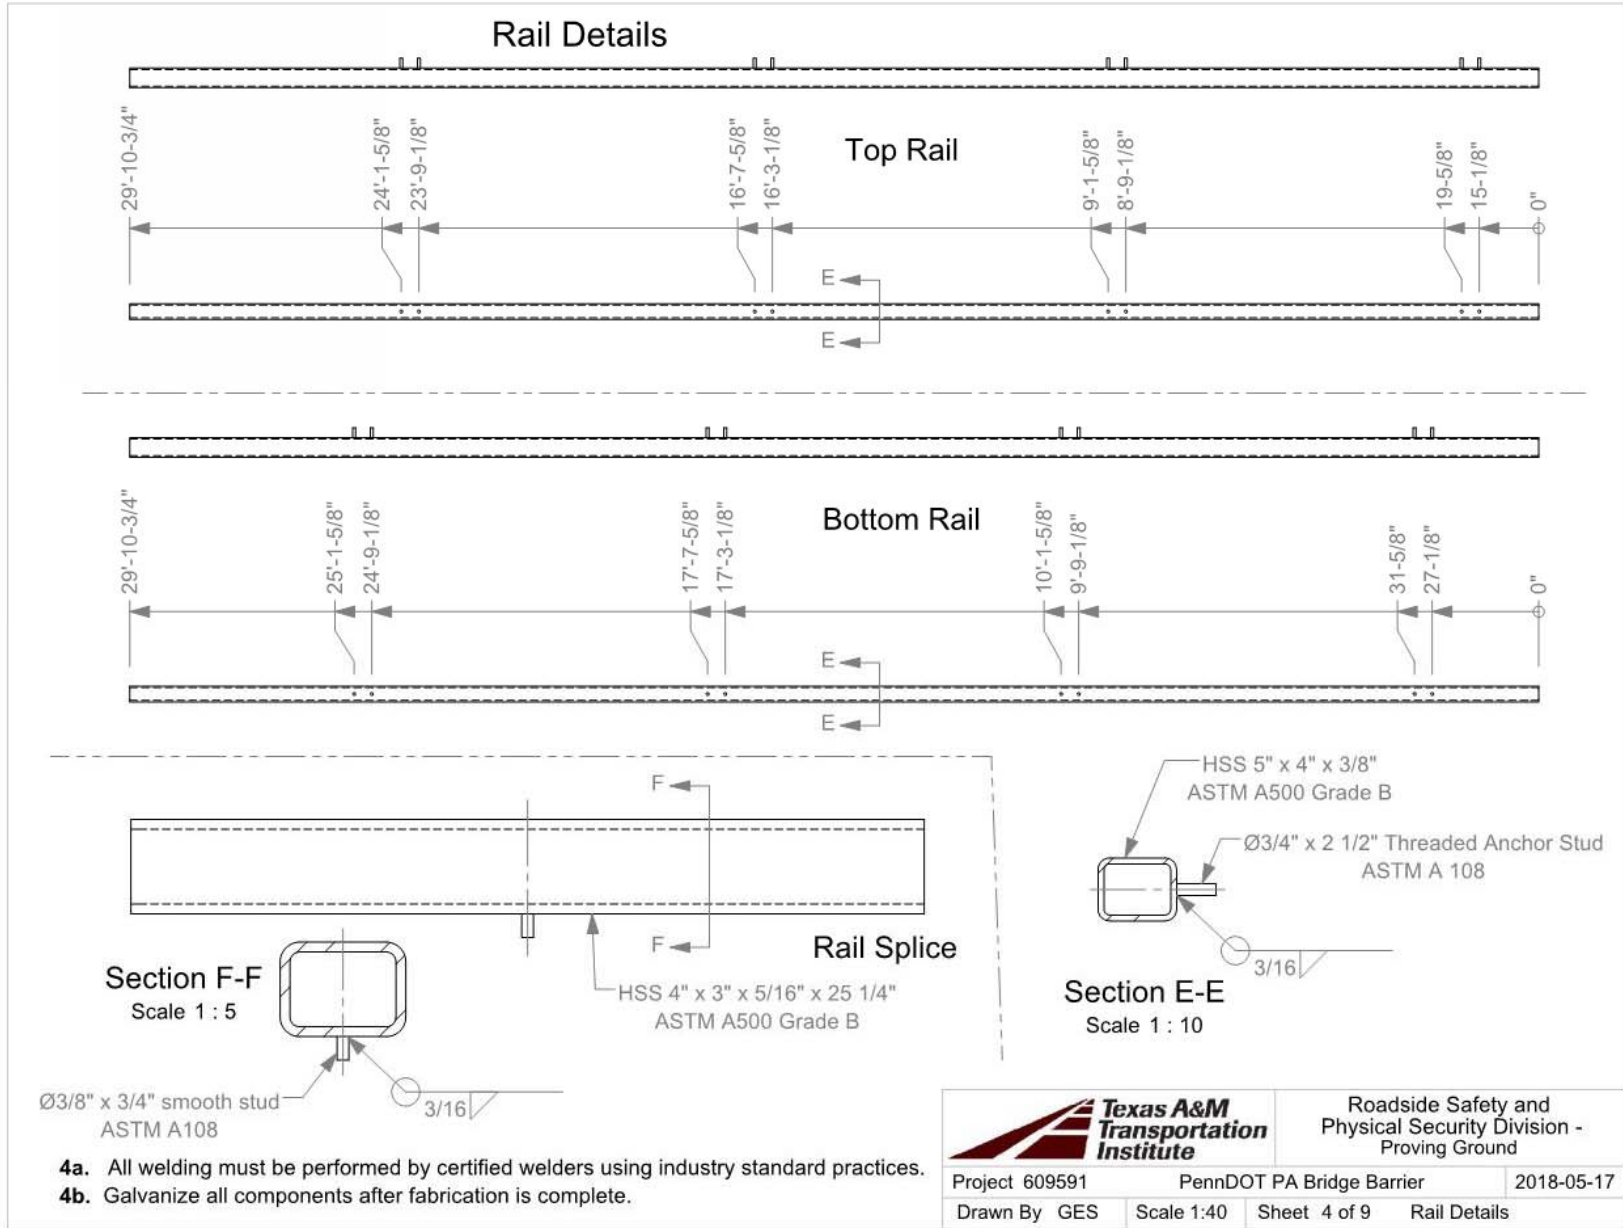 Rail Details
29'-10-3/4"
24'-1-5/8"
23'-9-1/8"
16'-7-5/8"
16'-3-1/8"
9'-1-5/8"
8'-9-1/8"
19-5/8"
15-1/8"
0"
Top Rail
E
E
29'-10-3/4"
25'-1-5/8"
24'-9-1/8"
17'-7-5/8"
17'-3-1/8"
10'-1-5/8"
9'-9-1/8"
31-5/8"
27-1/8"
0"
Bottom Rail
E
E
F
F
Rail Splice
HSS 4" x 3" x 5/16" x 25 1/4"
ASTM A500 Grade B
Section F-F
Scale 1 : 5
Ø3/8" x 3/4" smooth stud
ASTM A108
3/16
HSS 5" x 4" x 3/8"
ASTM A500 Grade B
Ø3/4" x 2 1/2" Threaded Anchor Stud
ASTM A 108
3/16
Section E-E
Scale 1 : 10
4a. All welding must be performed by certified welders using industry standard practices.
4b. Galvanize all components after fabrication is complete.
Texas A&M
Transportation
Institute
Roadside Safety and
Physical Security Division -
Proving Ground
Project 609591 PennDOT PA Bridge Barrier 2018-05-17
Drawn By GES Scale 1:40 Sheet 4 of 9 Rail Details